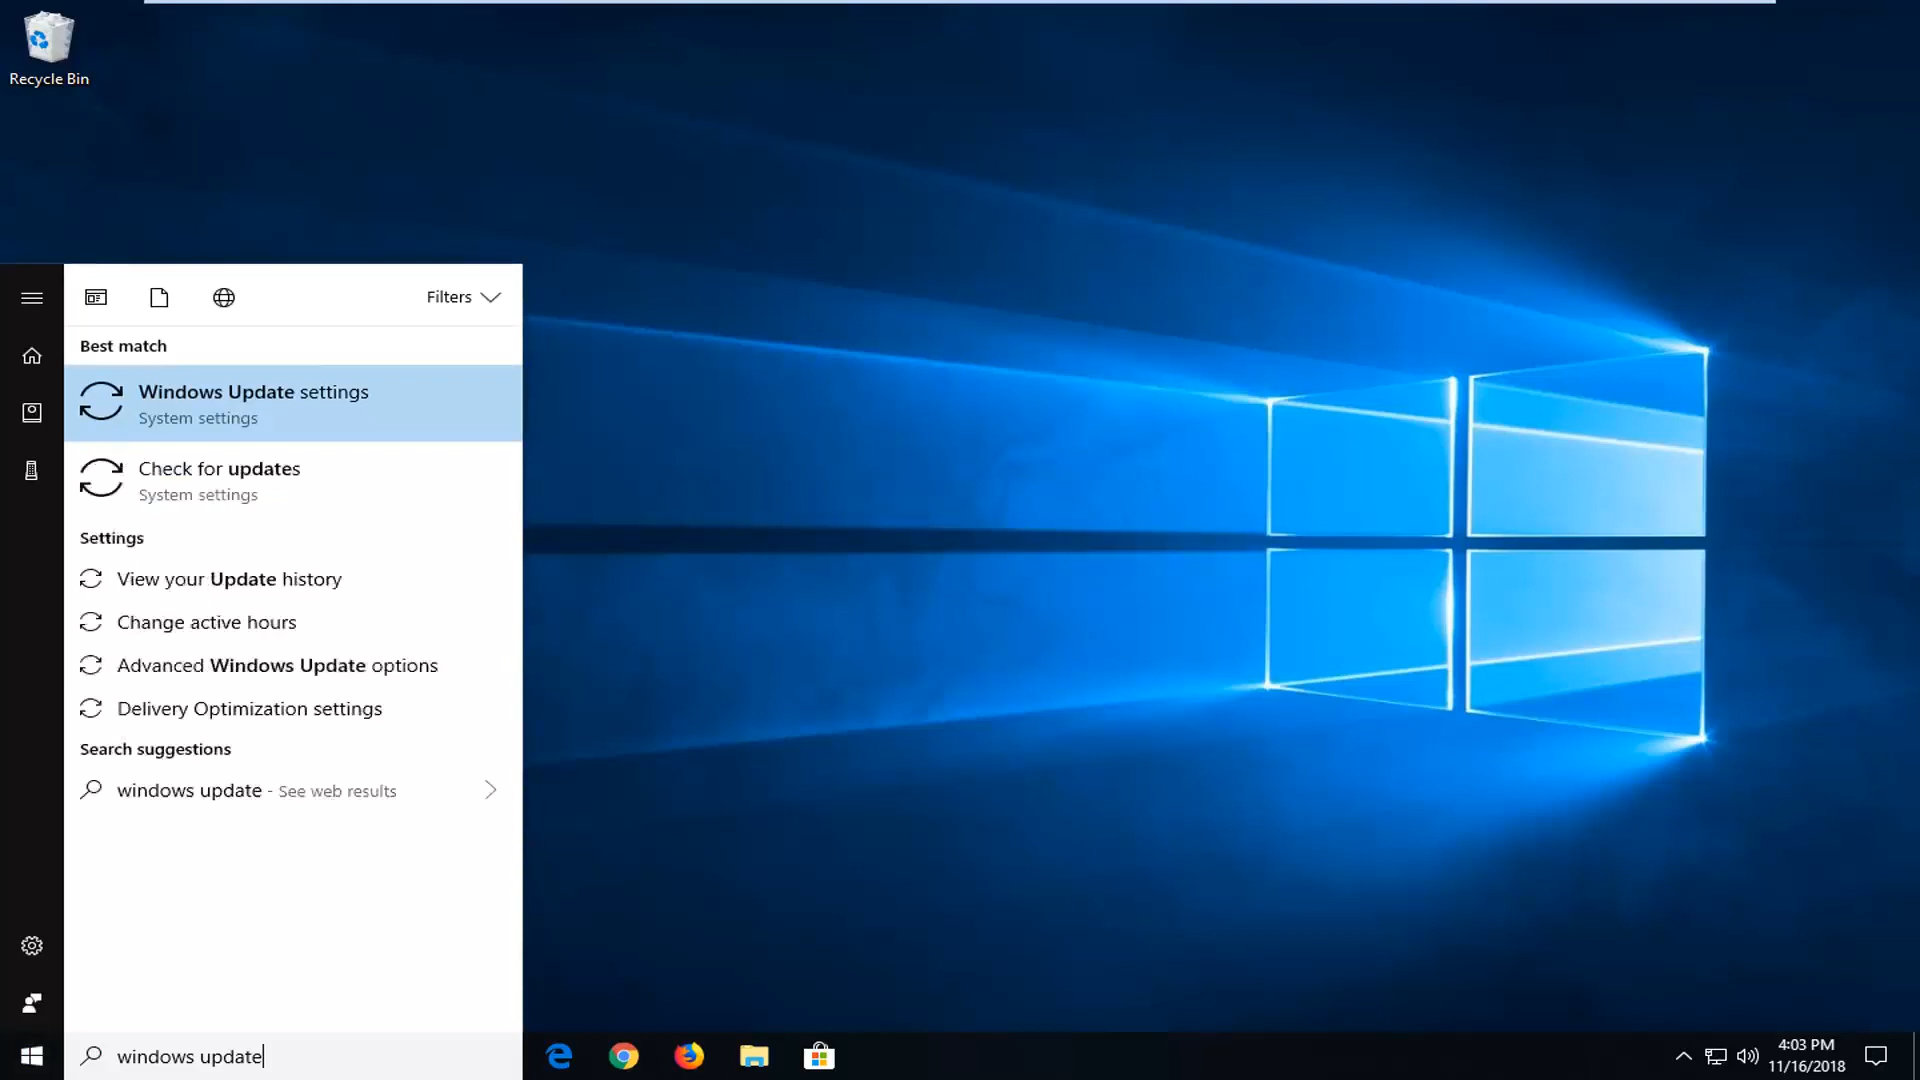 Recycle Bin
Filters
Best match
Windows Update settings
System settings
Check for updates
System settings
Settings
View your Update history
Change active hours
Advanced Windows Update options
Delivery Optimization settings
Search suggestions
windows update - See web results
windows update
4:03 PM
11/16/2018